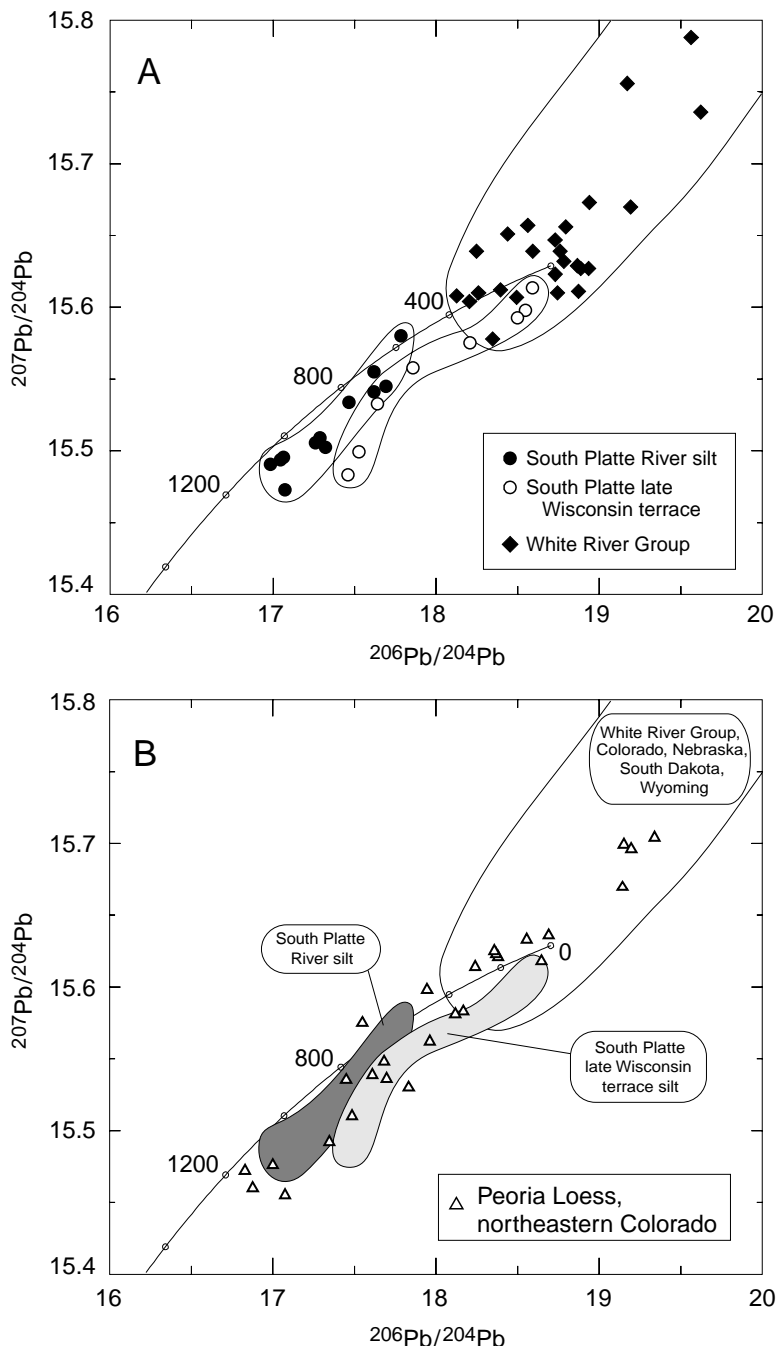 A
15.8
15.7
15.6
15.5
15.4
207Pb/204Pb
400
800
1200
South Platte River silt
South Platte late
Wisconsin terrace
White River Group
16
17
18
19
20
206Pb/204Pb
B
15.8
15.7
15.6
15.5
15.4
207Pb/204Pb
White River Group,
Colorado, Nebraska,
South Dakota,
Wyoming
South Platte
River silt
0
800
1200
South Platte
late Wisconsin
terrace silt
Peoria Loess,
northeastern Colorado
16
17
18
19
20
206Pb/204Pb